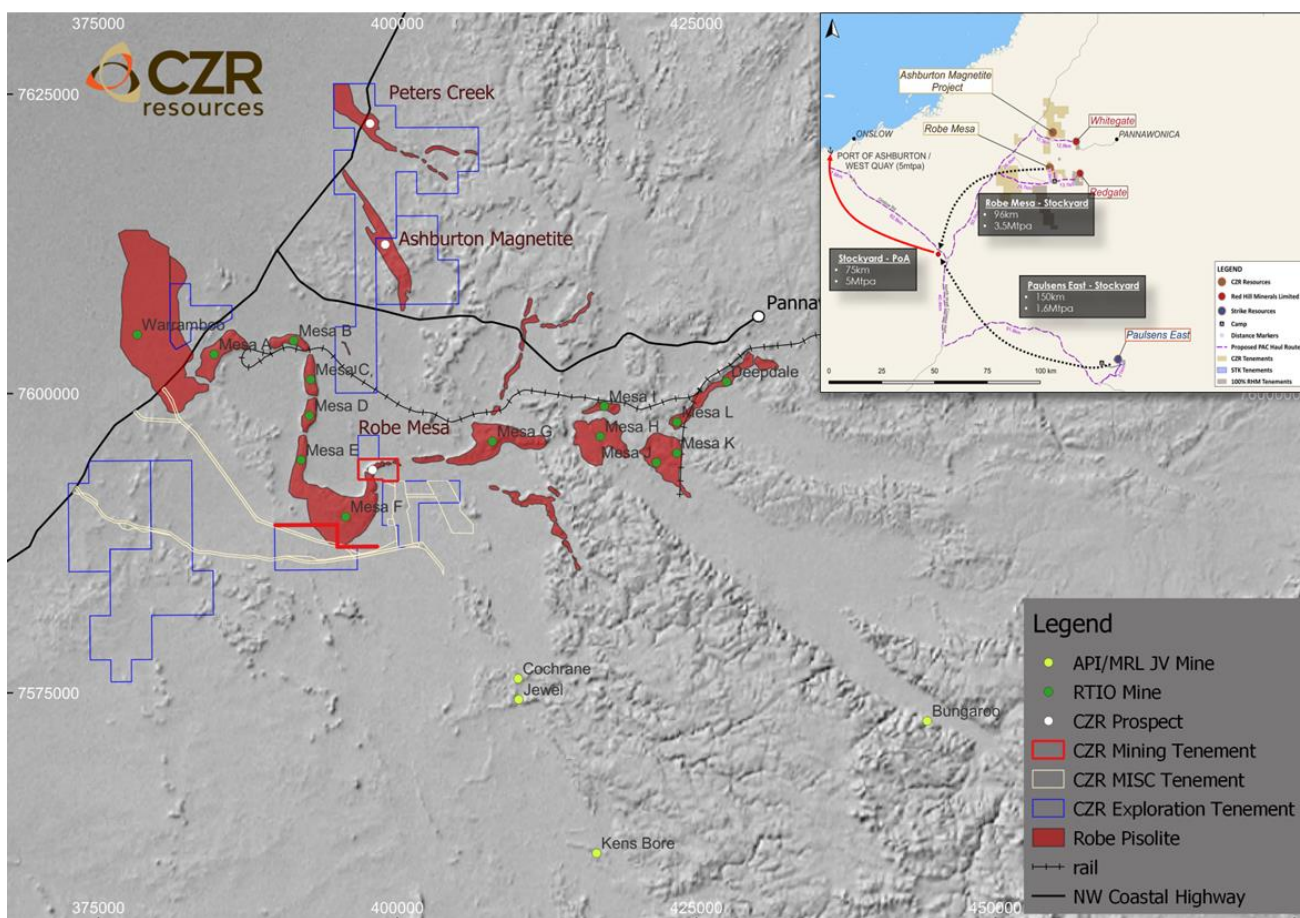 375000
400000
425000
CZR
resources
7625000
Peters Creek
Ashburton Magnetite
Warramboo
Mesa A
Mesa B
Mesa C
Mesa D
Mesa E
Mesa F
Robe Mesa
Mesa G
Mesa H
Mesa I
Mesa J
Mesa K
Mesa L
Deepdale
Pannaw
7600000
7600000
7575000
Cochrane
Jewel
Bungaroo
Kens Bore
375000
400000
425000
450000
Ashburton Magnetite
Project
Robe Mesa
ONSLOW
Whitegate
PANNAWONICA
PORT OF ASHBURTON /
WEST QUAY (5mtpa)
Redgate
Robe Mesa - Stockyard
• 96km
• 3.5Mtpa
Stockyard - PoA
• 75km
• 5Mtpa
Paulsens East - Stockyard
• 150km
• 1.6Mtpa
Paulsens East
0 25 50 75 100 km
LEGEND
CZR Resources
Red Hill Minerals Limited
Strike Resources
Camp
Distance Markers
Proposed PAC Haul Route
CZR Tenements
STK Tenements
100% RHM Tenements
Legend
API/MRL JV Mine
RTIO Mine
CZR Prospect
CZR Mining Tenement
CZR MISC Tenement
CZR Exploration Tenement
Robe Pisolite
rail
NW Coastal Highway